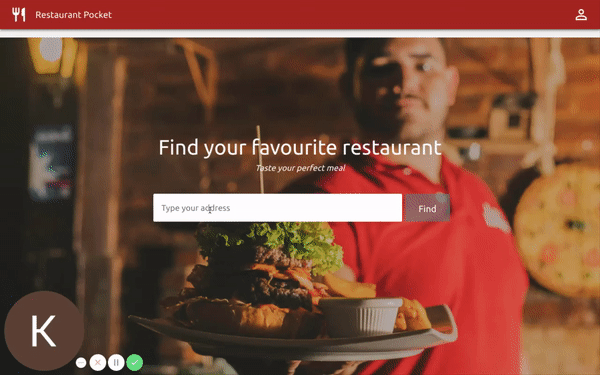 Restaurant Pocket
Find your favourite restaurant
Taste your perfect meal
Type your address
Find
K